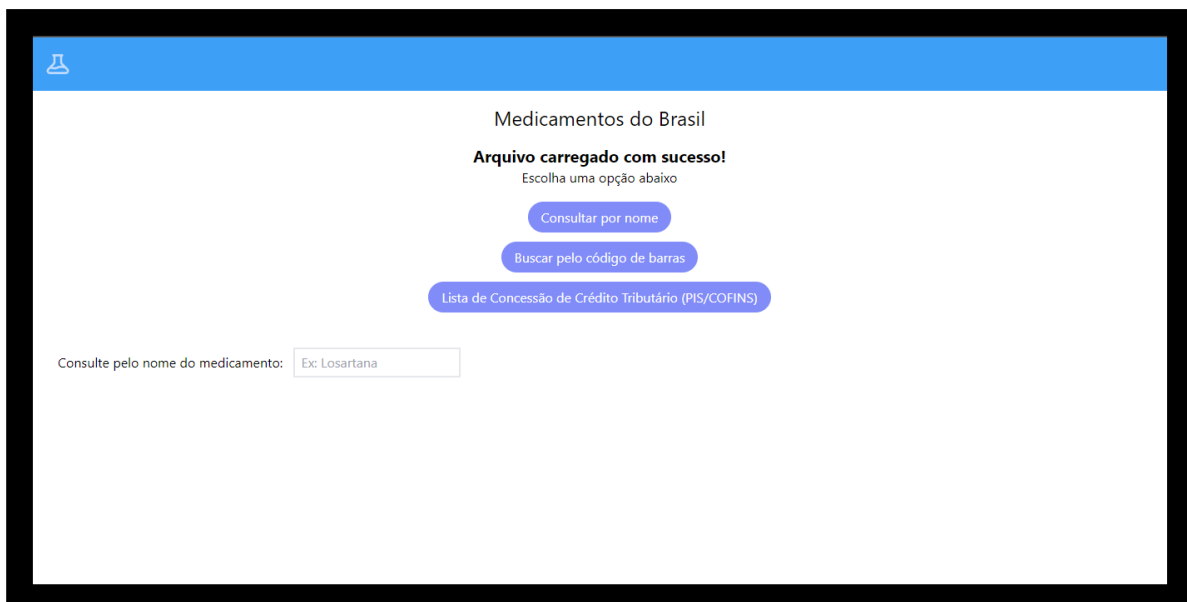 Medicamentos do Brasil
Arquivo carregado com sucesso!
Escolha uma opção abaixo
Consultar por nome
Buscar pelo código de barras
Lista de Concessão de Crédito Tributário (PIS/COFINS)
Consulte pelo nome do medicamento: Ex: Losartana